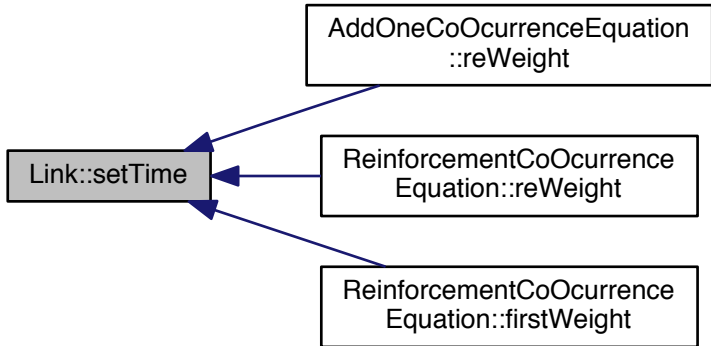 AddOneCoOcurrenceEquation
::reWeight
Link::setTime
ReinforcementCoOcurrence
Equation::reWeight
ReinforcementCoOcurrence
Equation::firstWeight